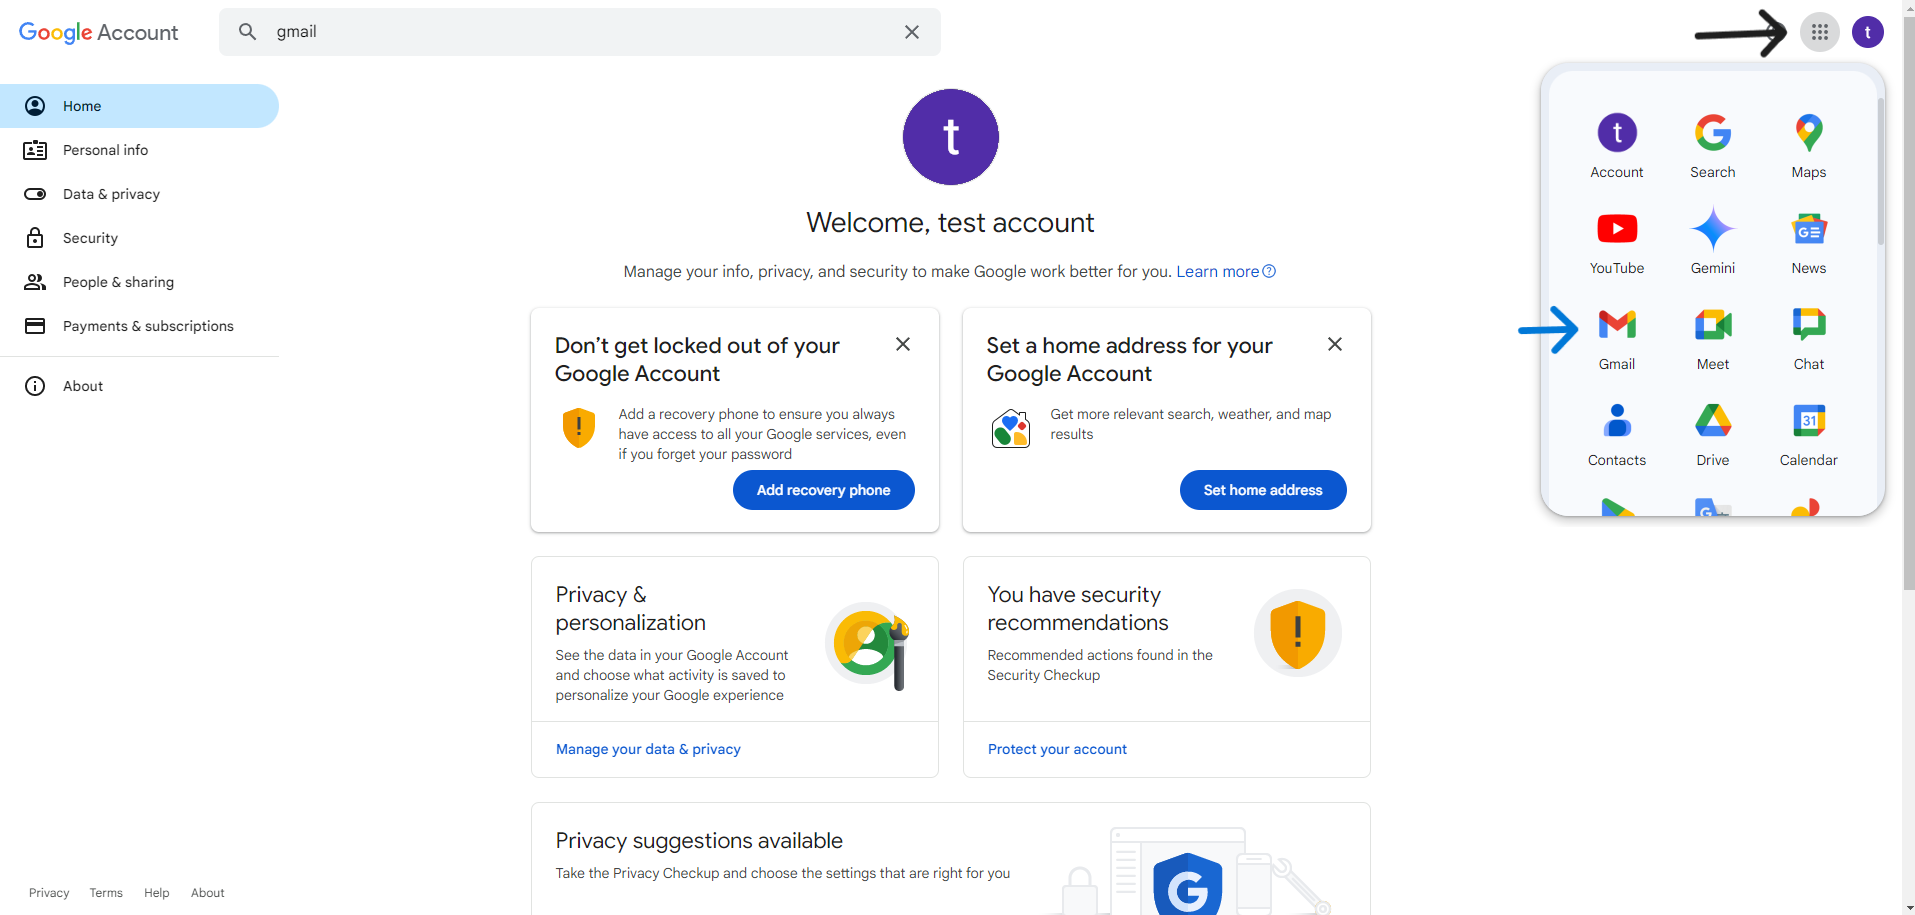 Google Account
gmail
t
Home
Personal info
Data & privacy
Security
People & sharing
Payments & subscriptions
About
t
Welcome, test account
Manage your info, privacy, and security to make Google work better for you. Learn more
Don’t get locked out of your
Google Account
Add a recovery phone to ensure you always
have access to all your Google services, even
if you forget your password
Add recovery phone
Set a home address for your
Google Account
Get more relevant search, weather, and map
results
Set home address
Privacy &
personalization
See the data in your Google Account
and choose what activity is saved to
personalize your Google experience
Manage your data & privacy
You have security
recommendations
Recommended actions found in the
Security Checkup
Protect your account
Privacy suggestions available
Take the Privacy Checkup and choose the settings that are right for you
G
t
G
Account
Search
Maps
GE
YouTube
Gemini
News
Gmail
Meet
Chat
31
Contacts
Drive
Calendar
G
Privacy
Terms
Help
About